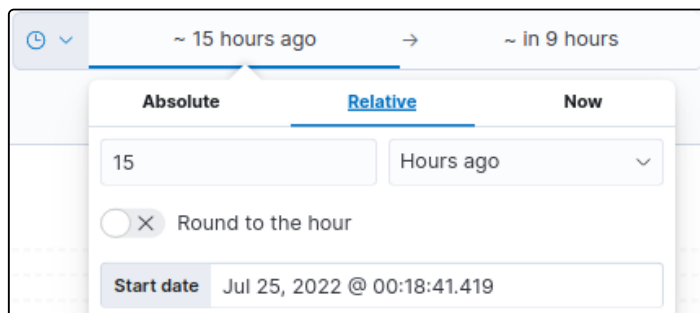 ~ 15 hours ago → ~ in 9 hours
Absolute Relative Now
15 Hours ago
Round to the hour
Start date Jul 25, 2022 @ 00:18:41.419